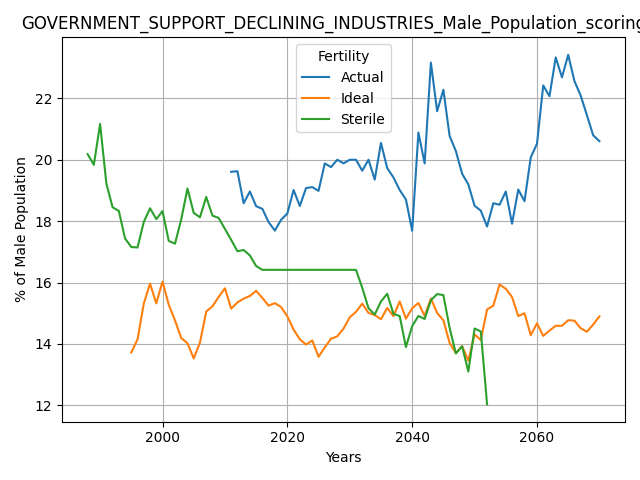 GOVERNMENT_SUPPORT_DECLINING_INDUSTRIES_Male_Population_scoring
Fertility
Actual
Ideal
Sterile
% of Male Population
22
20
18
16
14
12
2000 2020 2040 2060
Years